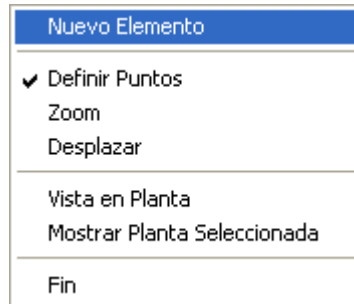 Nuevo Elemento
Definir Puntos
Zoom
Desplazar
Vista en Planta
Mostrar Planta Seleccionada
Fin